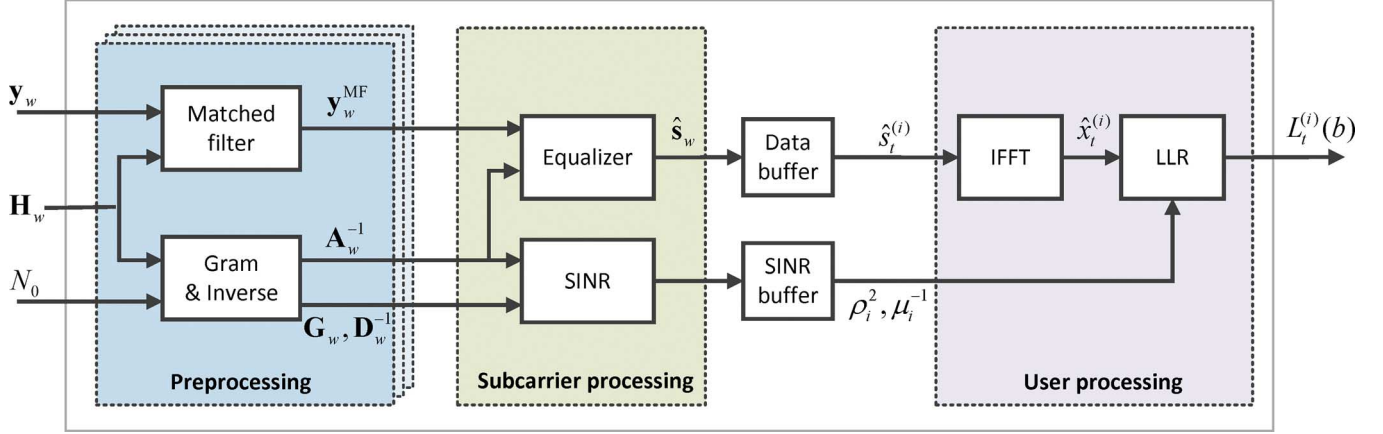 𝐲_w
𝐇_w
N_0
Matched
filter
Gram
& Inverse
𝐲_w^MF
𝐀_w^{-1}
𝐆_w, 𝐃_w^{-1}
Preprocessing
Equalizer
SINR
Subcarrier processing
ŝ_w
Data
buffer
SINR
buffer
ŝ_t^{(i)}
ρ_i^2, μ_i^{-1}
IFFT
x̂_t^{(i)}
LLR
User processing
L_t^{(i)}(b)